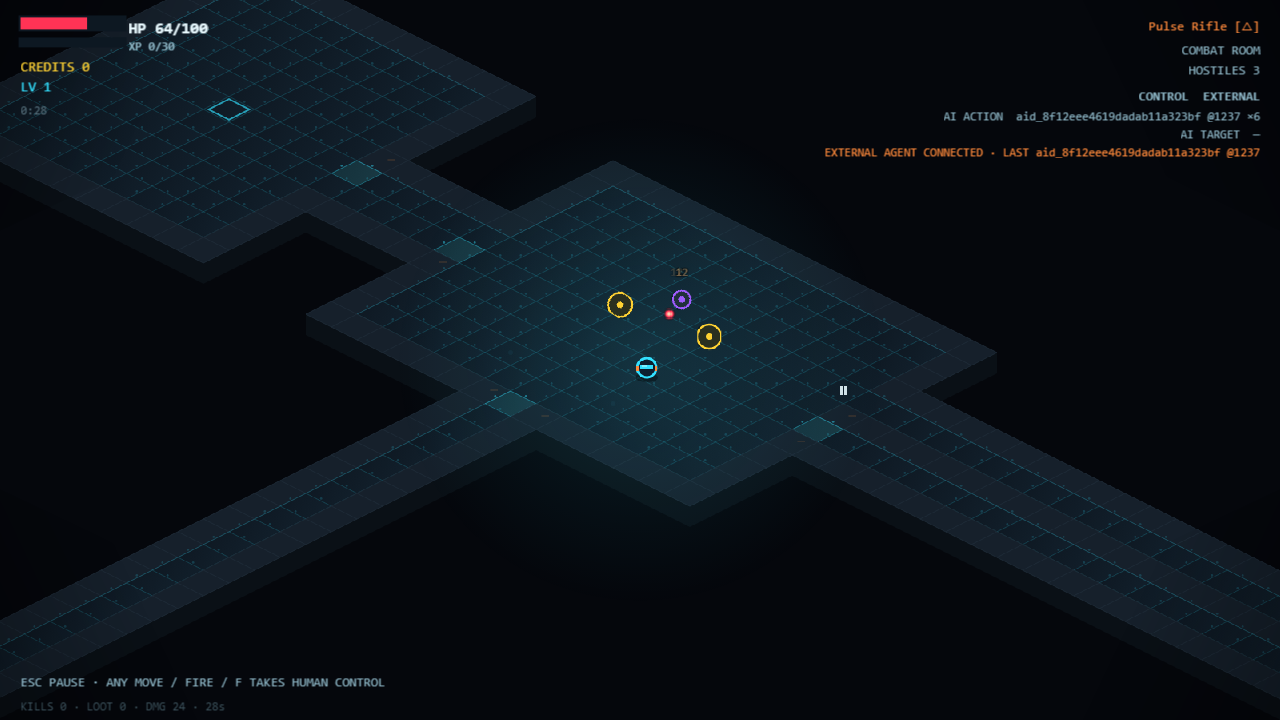 HP 64/100
XP 0/30
CREDITS 0
LV 1
0:28
Pulse Rifle [△]
COMBAT ROOM
HOSTILES 3
CONTROL EXTERNAL
AI ACTION aid_8f12eee4619dadab11a323bf @1237 ×6
AI TARGET —
EXTERNAL AGENT CONNECTED · LAST aid_8f12eee4619dadab11a323bf @1237
ESC PAUSE · ANY MOVE / FIRE / F TAKES HUMAN CONTROL
KILLS 0 · LOOT 0 · DMG 24 · 28s